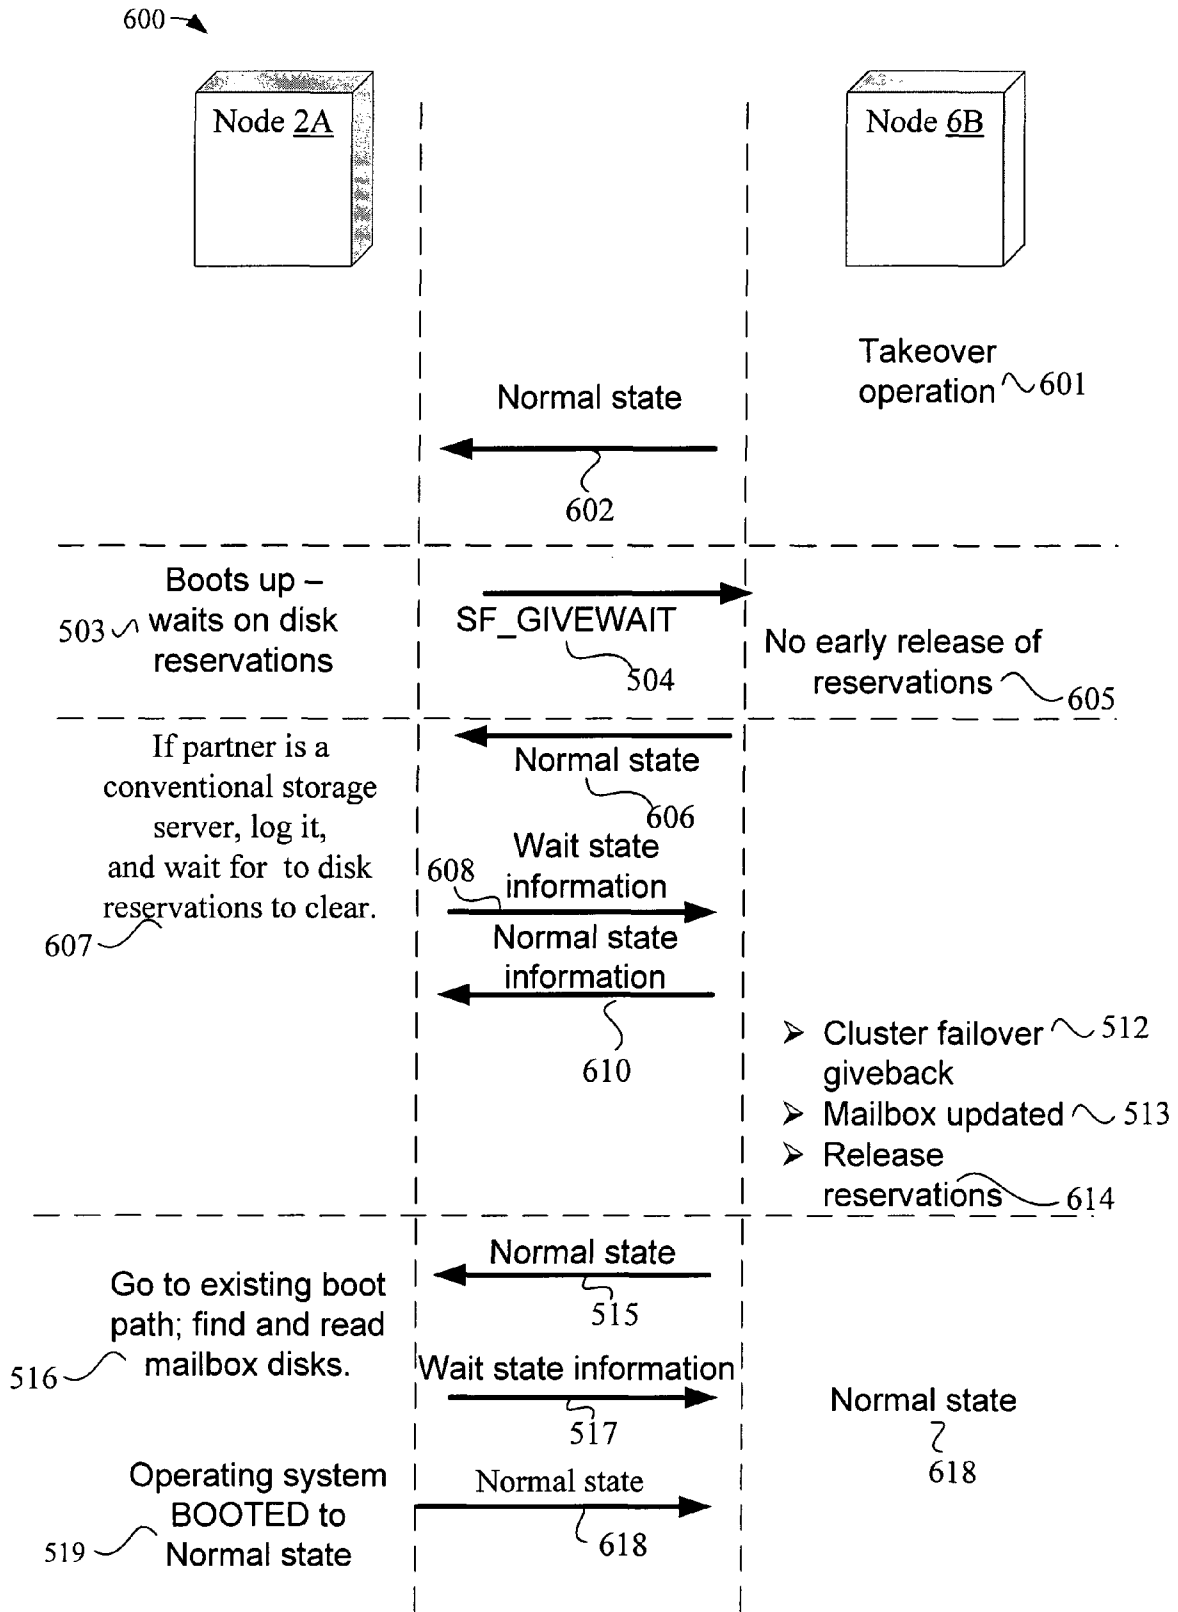 600
Node 2A
Node 6B
Takeover
operation 601
Normal state
602
Boots up –
503 waits on disk
reservations
SF_GIVEWAIT
504
No early release of
reservations 605
If partner is a
conventional storage
server, log it,
and wait for to disk
reservations to clear.
607
Normal state
606
Wait state
608 information
Normal state
information
610
➢ Cluster failover 512
giveback
➢ Mailbox updated 513
➢ Release
reservations 614
Normal state
515
Go to existing boot
path; find and read
516 mailbox disks.
Wait state information
517
Normal state
618
Operating system
BOOTED to
519 Normal state
Normal state
618